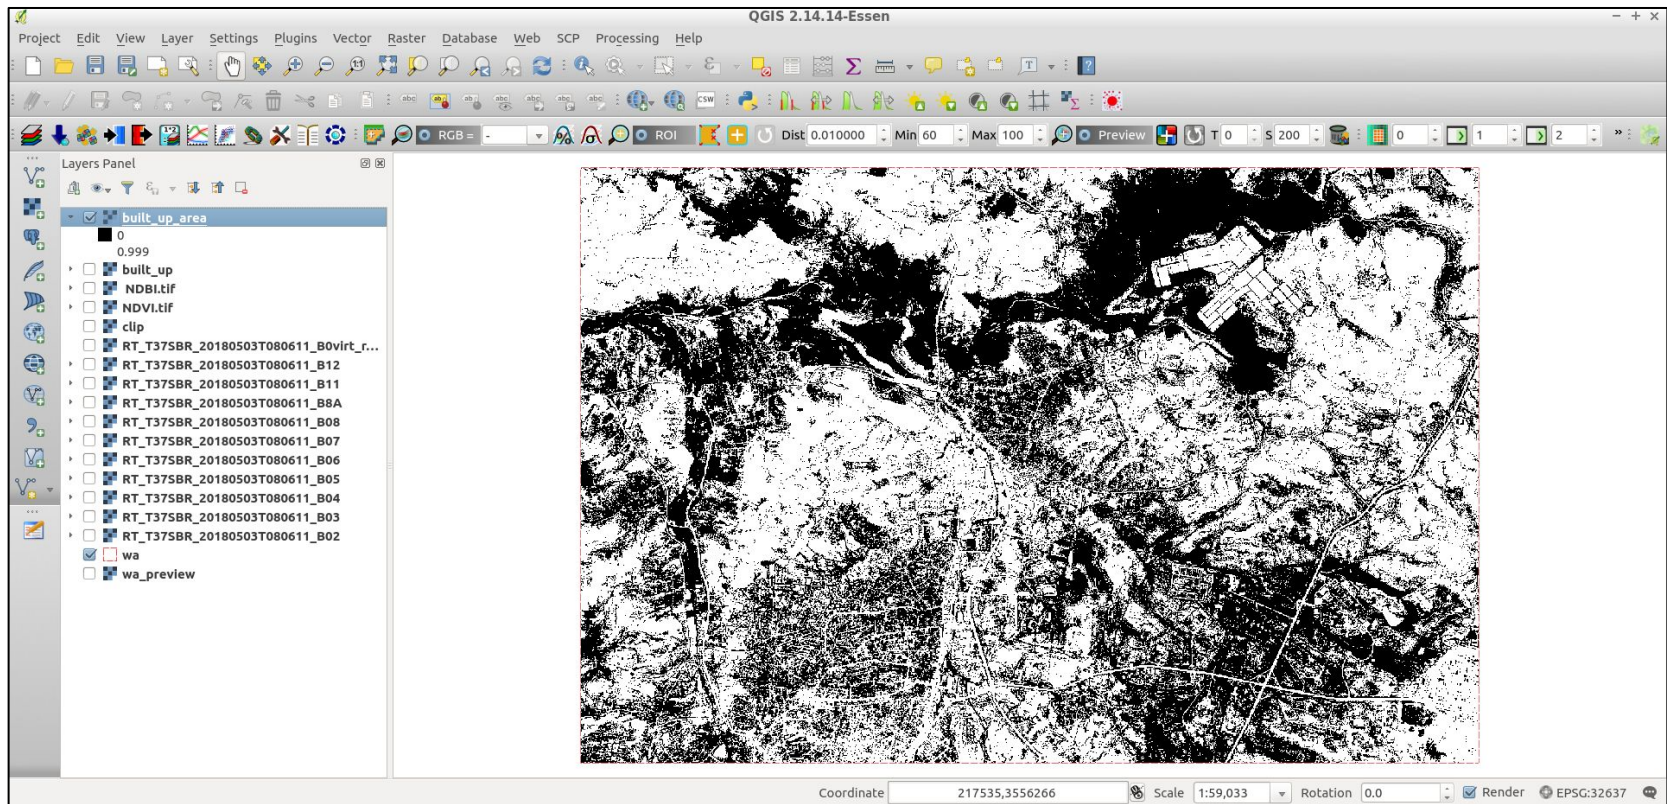 QGIS 2.14.14-Essen
Project Edit View Layer Settings Plugins Vector Raster Database Web SCP Processing Help
RGB = - ROI Dist 0.010000 Min 60 Max 100 Preview T 0 S 200 0 1 2 »
Layers Panel
built_up_area
0
0.999
built_up
NDBI.tif
NDVI.tif
clip
RT_T37SBR_20180503T080611_B0virt_r...
RT_T37SBR_20180503T080611_B12
RT_T37SBR_20180503T080611_B11
RT_T37SBR_20180503T080611_B8A
RT_T37SBR_20180503T080611_B08
RT_T37SBR_20180503T080611_B07
RT_T37SBR_20180503T080611_B06
RT_T37SBR_20180503T080611_B05
RT_T37SBR_20180503T080611_B04
RT_T37SBR_20180503T080611_B03
RT_T37SBR_20180503T080611_B02
wa
wa_preview
Coordinate 217535,3556266 Scale 1:59,033 Rotation 0.0 Render EPSG:32637